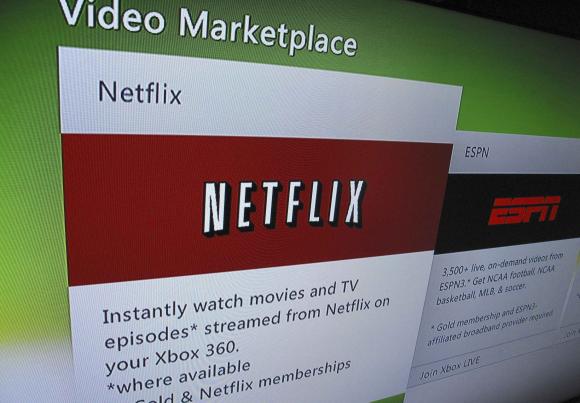 Video Marketplace
Netflix
NETFLIX
Instantly watch movies and TV
episodes* streamed from Netflix on
your Xbox 360.
*where available
Gold & Netflix memberships
ESPN
ESPN
3,500+ live, on-demand videos from
ESPN3.* Get NCAA football, NCAA
basketball, MLB, & soccer.
* Gold membership and ESPN3-
affiliated broadband provider required
Join Xbox LIVE